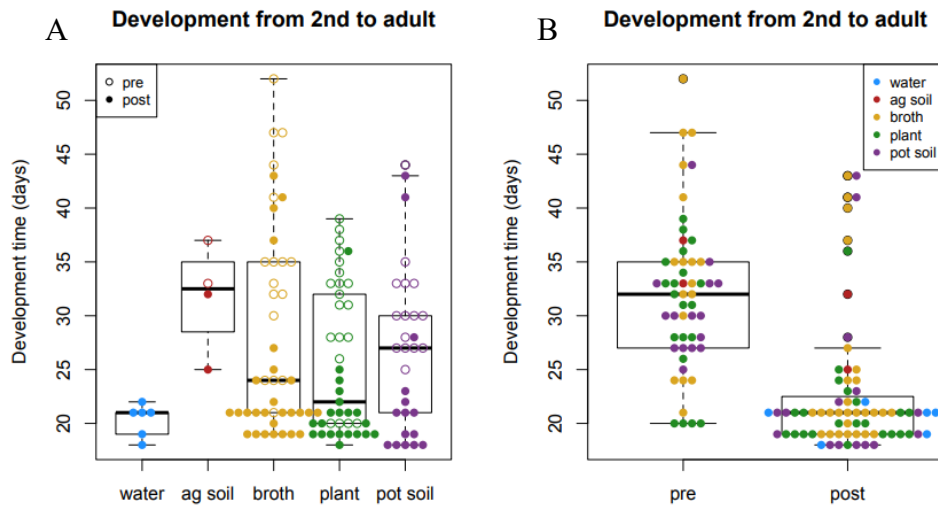 A
Development from 2nd to adult
pre
post
Development time (days)
50
45
40
35
30
25
20
water
ag soil
broth
plant
pot soil
B
Development from 2nd to adult
water
ag soil
broth
plant
pot soil
Development time (days)
50
45
40
35
30
25
20
pre
post